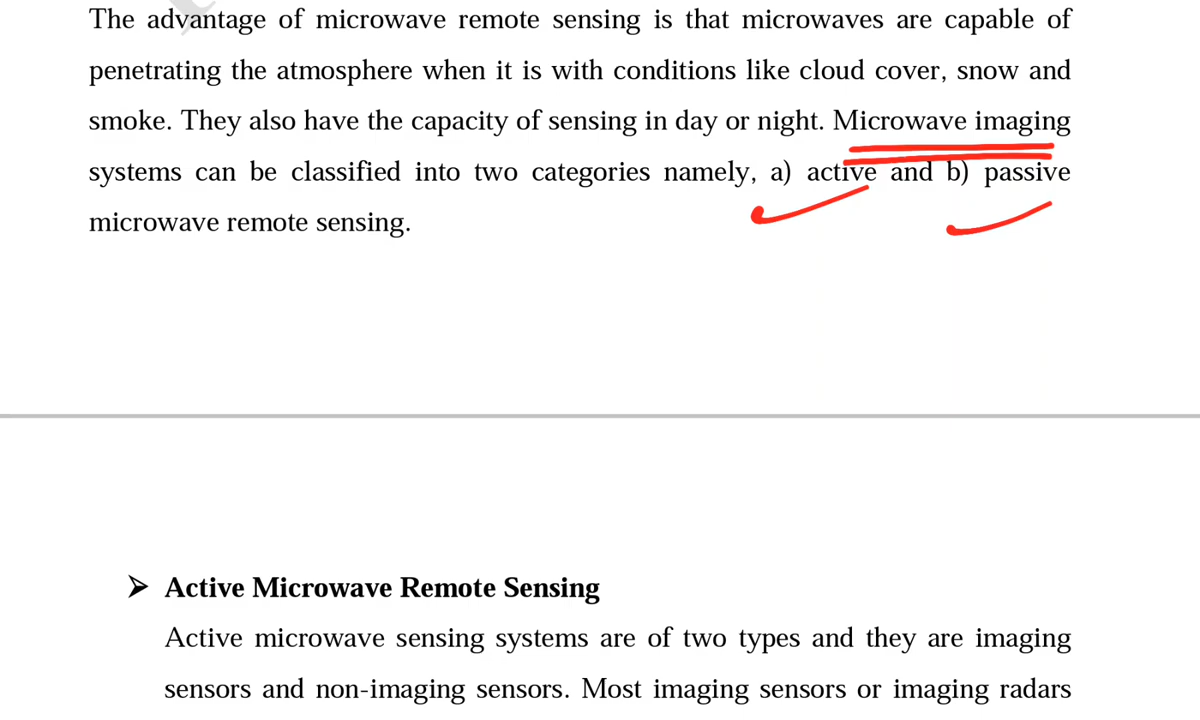 The advantage of microwave remote sensing is that microwaves are capable of
penetrating the atmosphere when it is with conditions like cloud cover, snow and
smoke. They also have the capacity of sensing in day or night. Microwave imaging
systems can be classified into two categories namely, a) active and b) passive
microwave remote sensing.
➢ Active Microwave Remote Sensing
Active microwave sensing systems are of two types and they are imaging
sensors and non-imaging sensors. Most imaging sensors or imaging radars